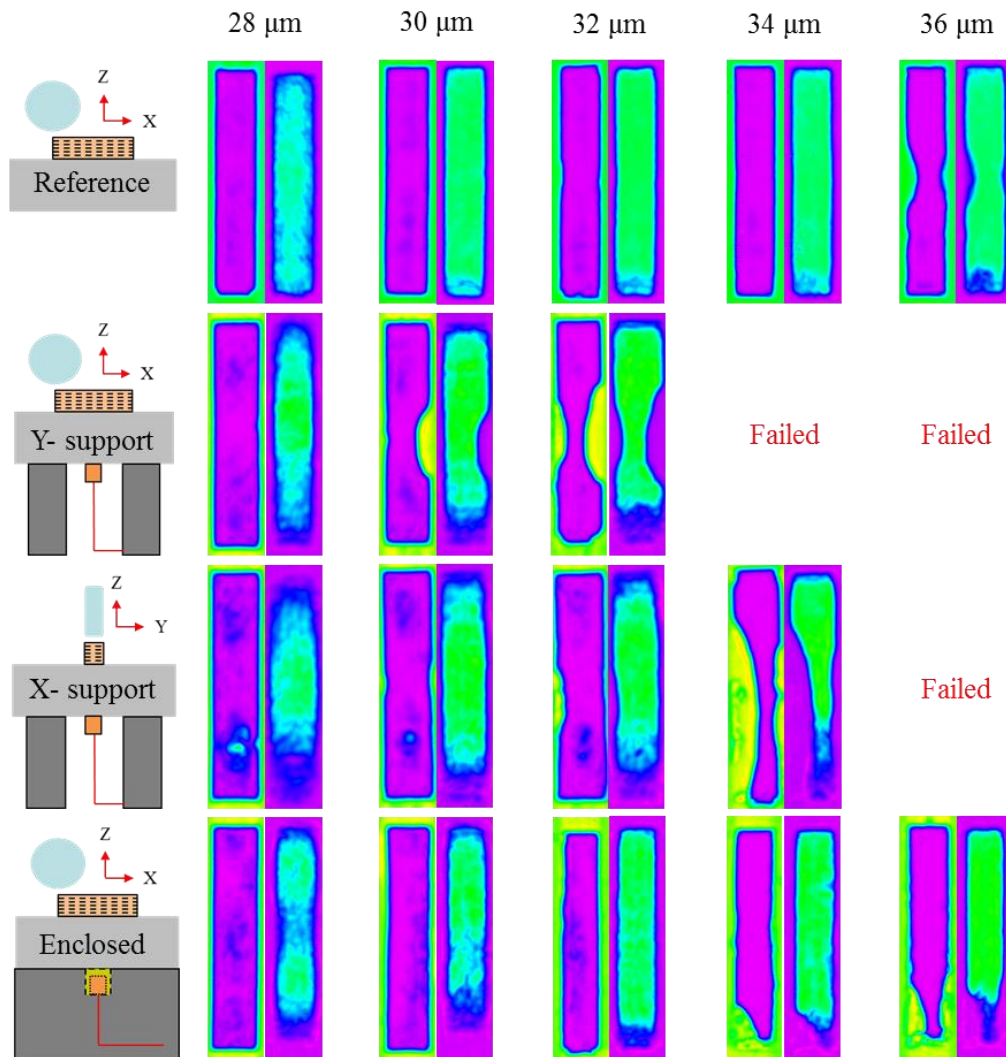 28 μm 30 μm 32 μm 34 μm 36 μm
Z
X
Reference
Z
X
Y- support
Failed Failed
Z
Y
X- support
Failed
Z
X
Enclosed